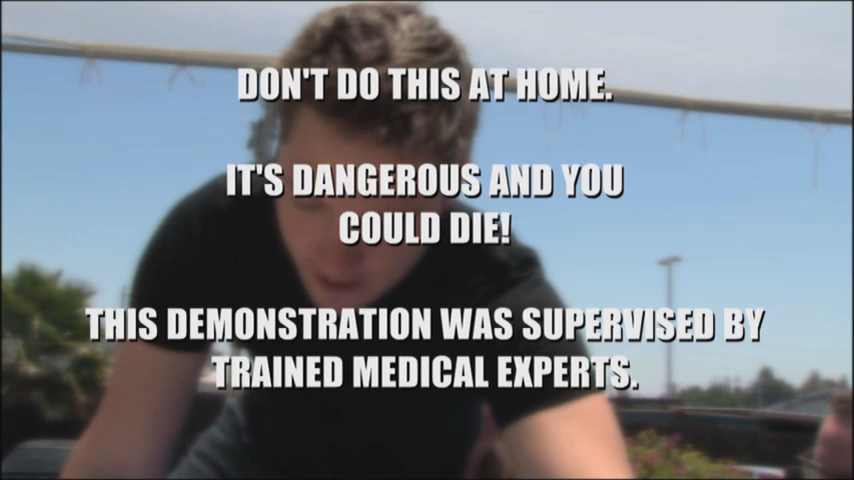 DON'T DO THIS AT HOME.
IT'S DANGEROUS AND YOU
COULD DIE!
THIS DEMONSTRATION WAS SUPERVISED BY
TRAINED MEDICAL EXPERTS.